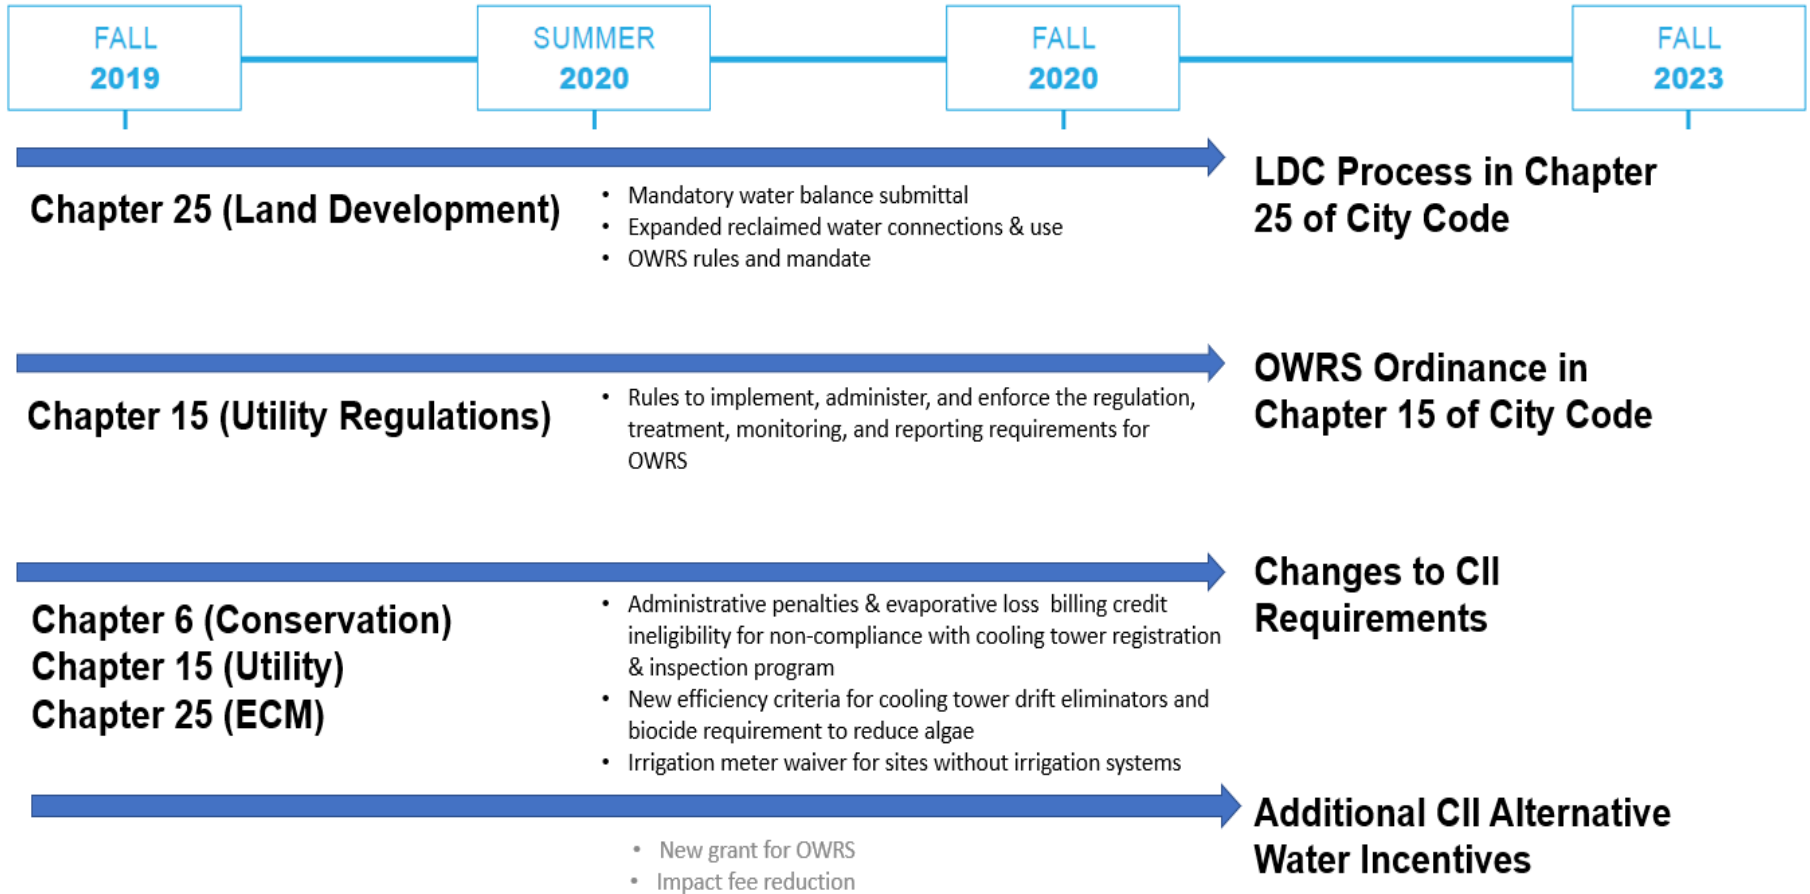 FALL
2019
SUMMER
2020
FALL
2020
FALL
2023
Chapter 25 (Land Development)
• Mandatory water balance submittal
• Expanded reclaimed water connections & use
• OWRS rules and mandate
LDC Process in Chapter
25 of City Code
Chapter 15 (Utility Regulations)
• Rules to implement, administer, and enforce the regulation,
treatment, monitoring, and reporting requirements for
OWRS
OWRS Ordinance in
Chapter 15 of City Code
Chapter 6 (Conservation)
Chapter 15 (Utility)
Chapter 25 (ECM)
• Administrative penalties & evaporative loss billing credit
ineligibility for non-compliance with cooling tower registration
& inspection program
• New efficiency criteria for cooling tower drift eliminators and
biocide requirement to reduce algae
• Irrigation meter waiver for sites without irrigation systems
Changes to CII
Requirements
• New grant for OWRS
• Impact fee reduction
Additional CII Alternative
Water Incentives